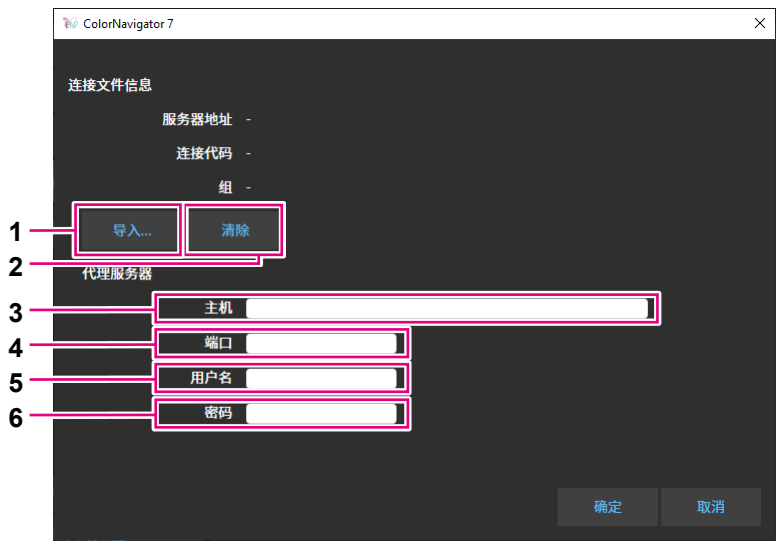 ColorNavigator 7
连接文件信息
服务器地址 -
连接代码 -
组 -
1 导入... 清除
2
代理服务器
3 主机
4 端口
5 用户名
6 密码
确定 取消